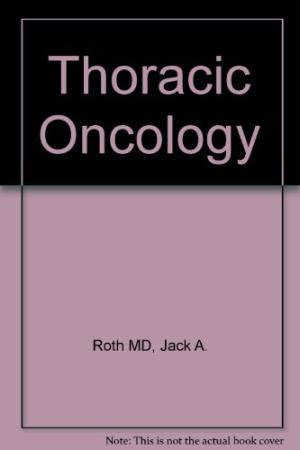 Thoracic
Oncology
Roth MD, Jack A.
Note: This is not the actual book cover